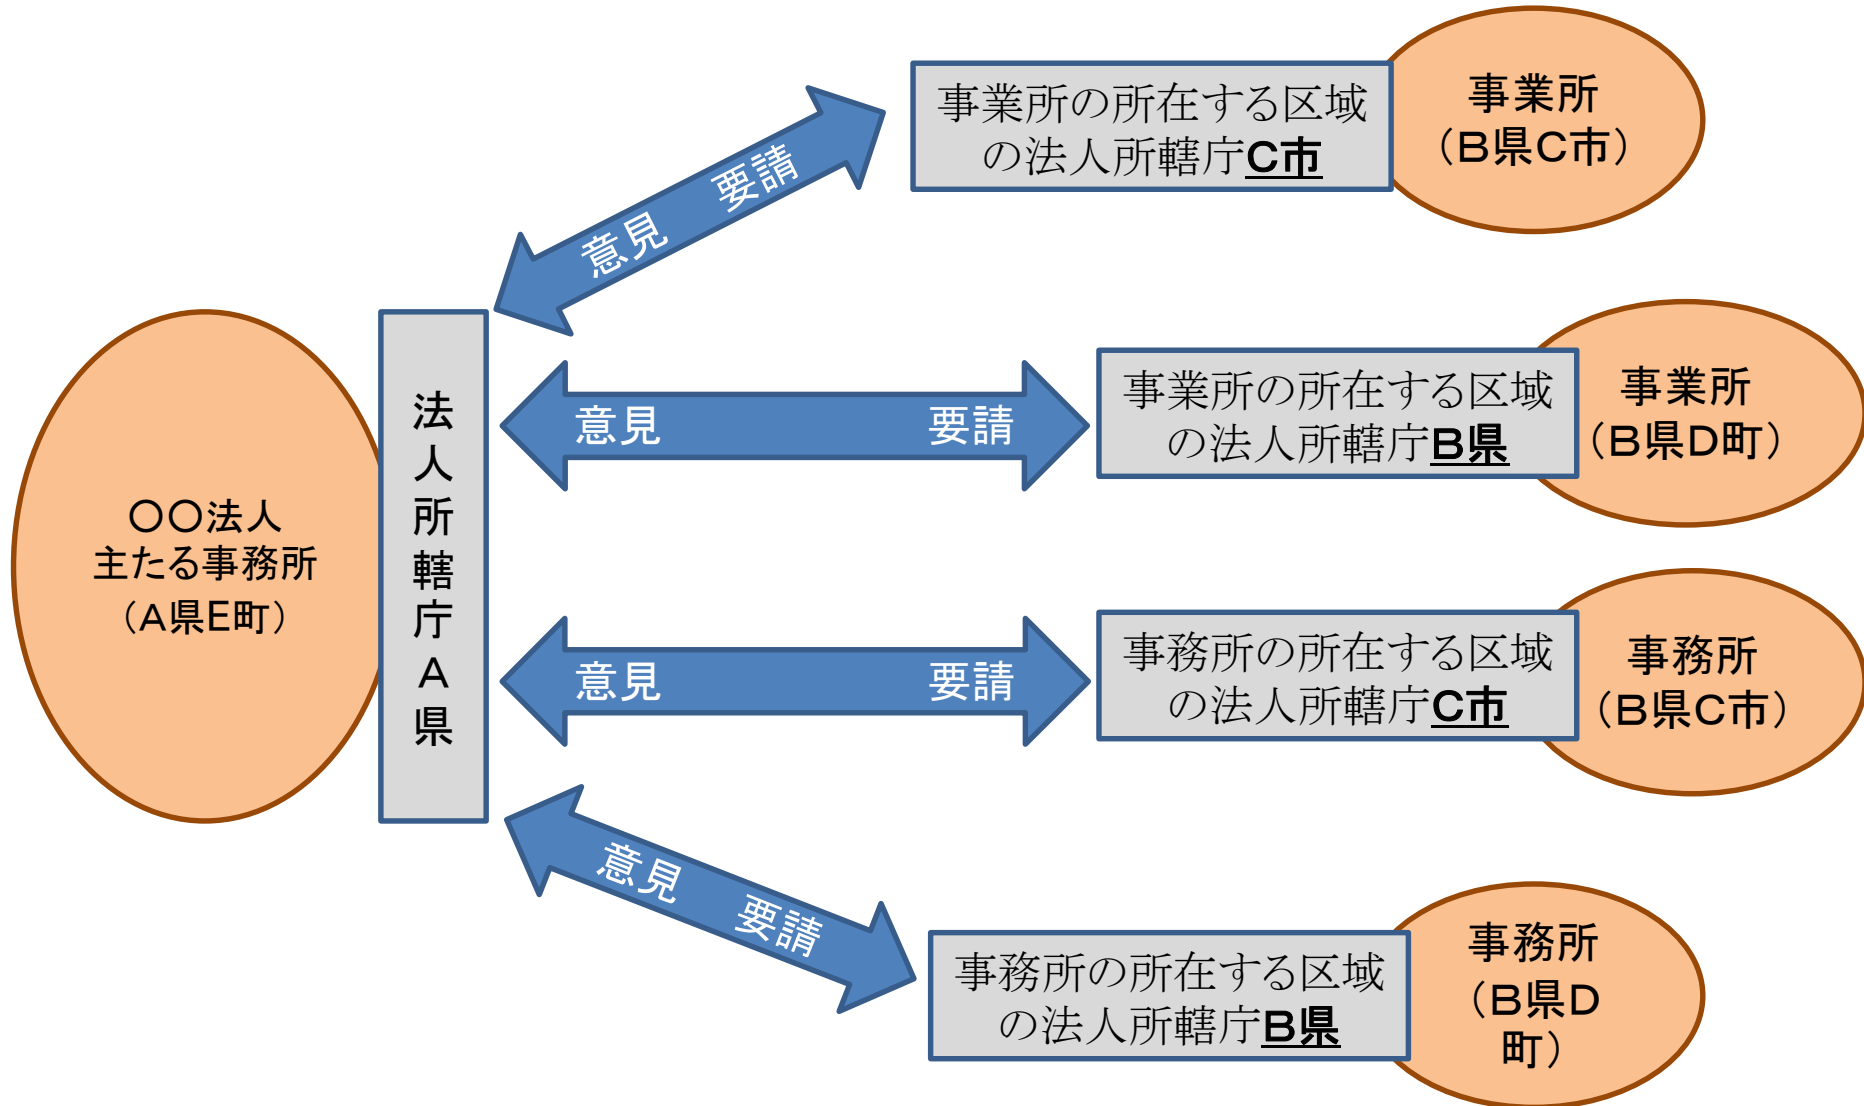 〇〇法人
主たる事務所
（A県E町）
法人所轄庁A県
意見　要請
事業所の所在する区域
の法人所轄庁C市
事業所
（B県C市）
意見　要請
事業所の所在する区域
の法人所轄庁B県
事業所
（B県D町）
意見　要請
事務所の所在する区域
の法人所轄庁C市
事務所
（B県C市）
意見　要請
事務所の所在する区域
の法人所轄庁B県
事務所
（B県D
町）